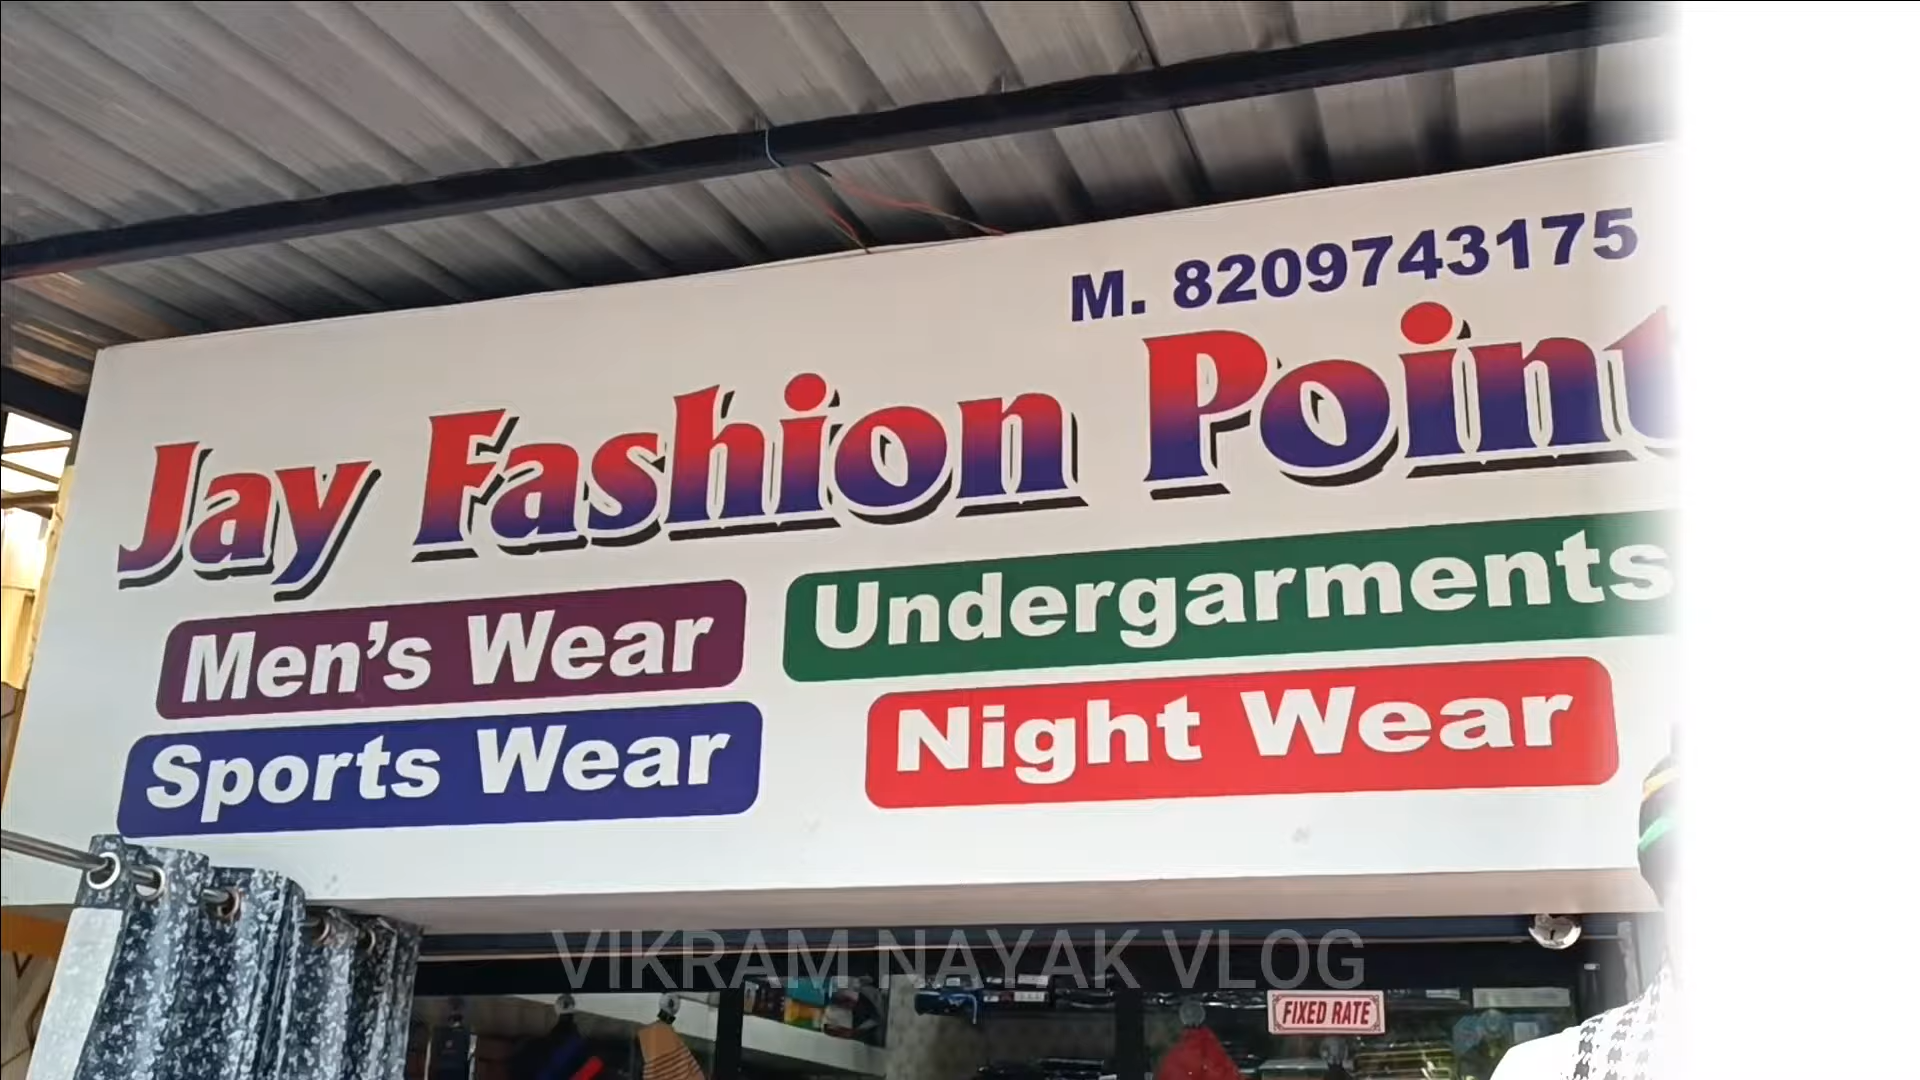 M. 8209743175
Jay Fashion Point
Men's Wear
Undergarments
Sports Wear
Night Wear
VIKRAM NAYAK VLOG
FIXED RATE